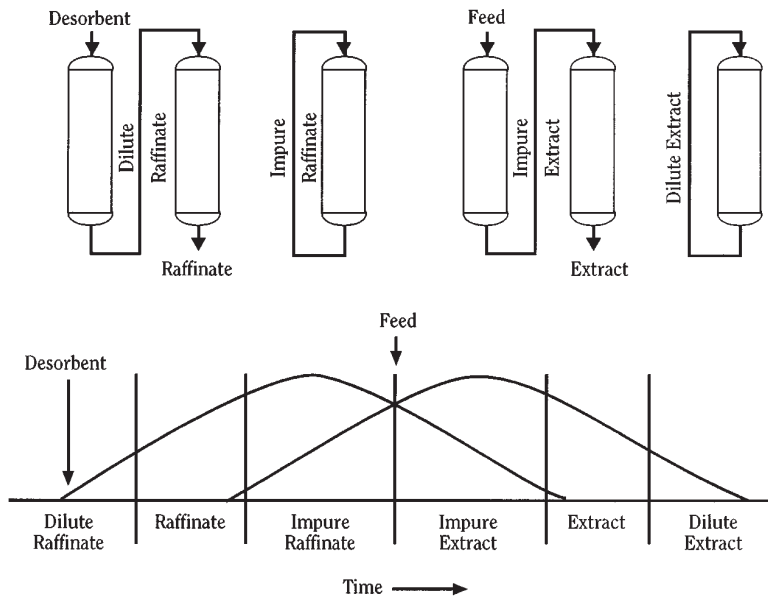 Desorbent
Feed
Dilute
Raffinate
Impure
Raffinate
Impure
Extract
Dilute Extract
Raffinate
Extract
Feed
Desorbent
Dilute
Raffinate
Raffinate
Impure
Raffinate
Impure
Extract
Extract
Dilute
Extract
Time